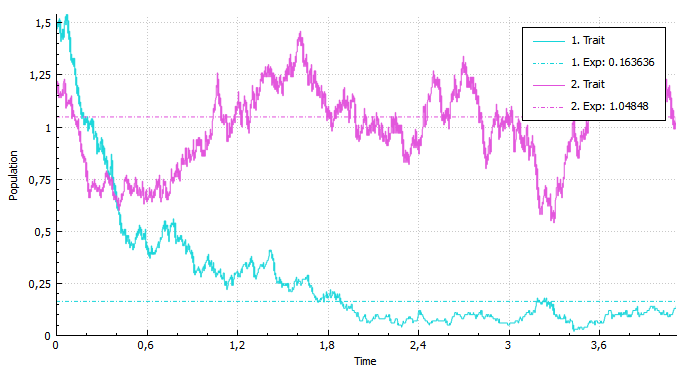 1,5
1. Trait
1. Exp: 0.163636
1,25
2. Trait
2. Exp: 1.04848
1
Population
0,75
0,5
0,25
0
0 0,6 1,2 1,8 2,4 3 3,6
Time